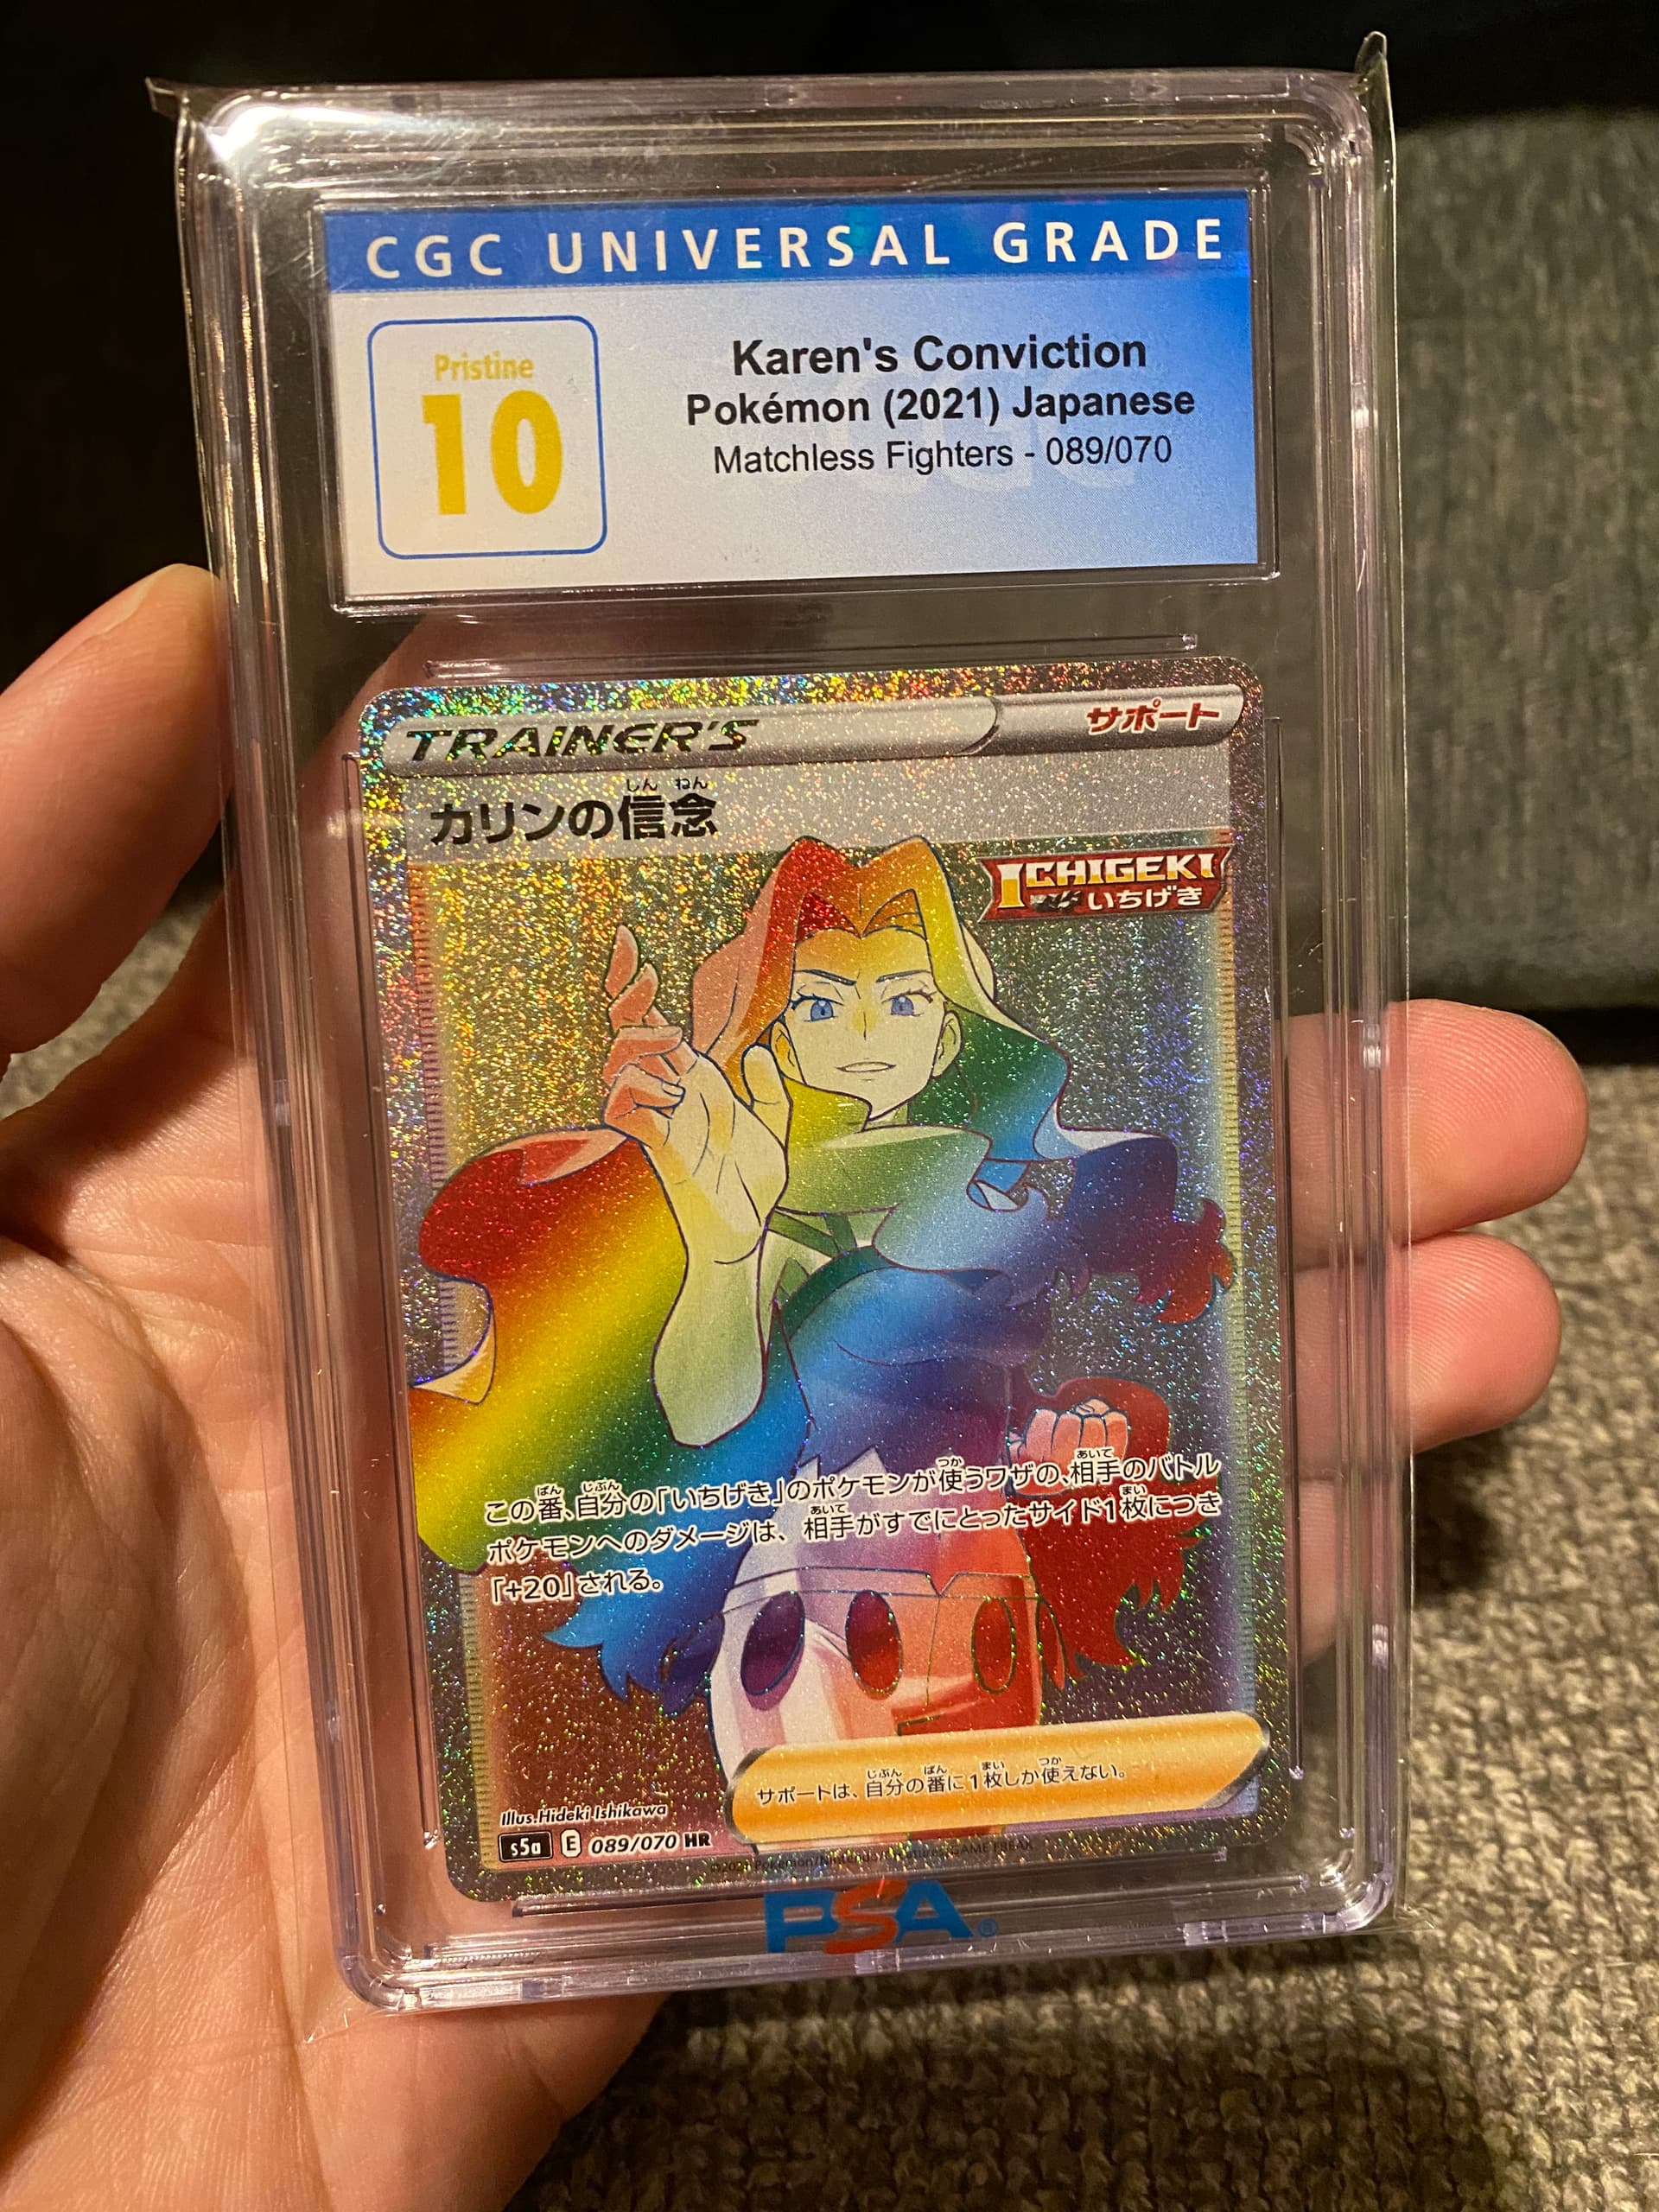 CGC UNIVERSAL GRADE
Pristine
10
Karen's Conviction
Pokémon (2021) Japanese
Matchless Fighters - 089/070
TRAINER'S
サポート
しん ねん
カリンの信念
ICHIGEKI
いちげき
ばん じぶん つか あいて
この番、自分の「いちげき」のポケモンが使うワザの、相手のバトル
あいて まい
ポケモンへのダメージは、相手がすでにとったサイド1枚につき
「+20」される。
じぶん ばん まい つか
サポートは、自分の番に1枚しか使えない。
Illus.Hideki Ishikawa
s5a E 089/070 HR
©2021 Pokémon/Nintendo/Creatures/GAME FREAK
PSA®